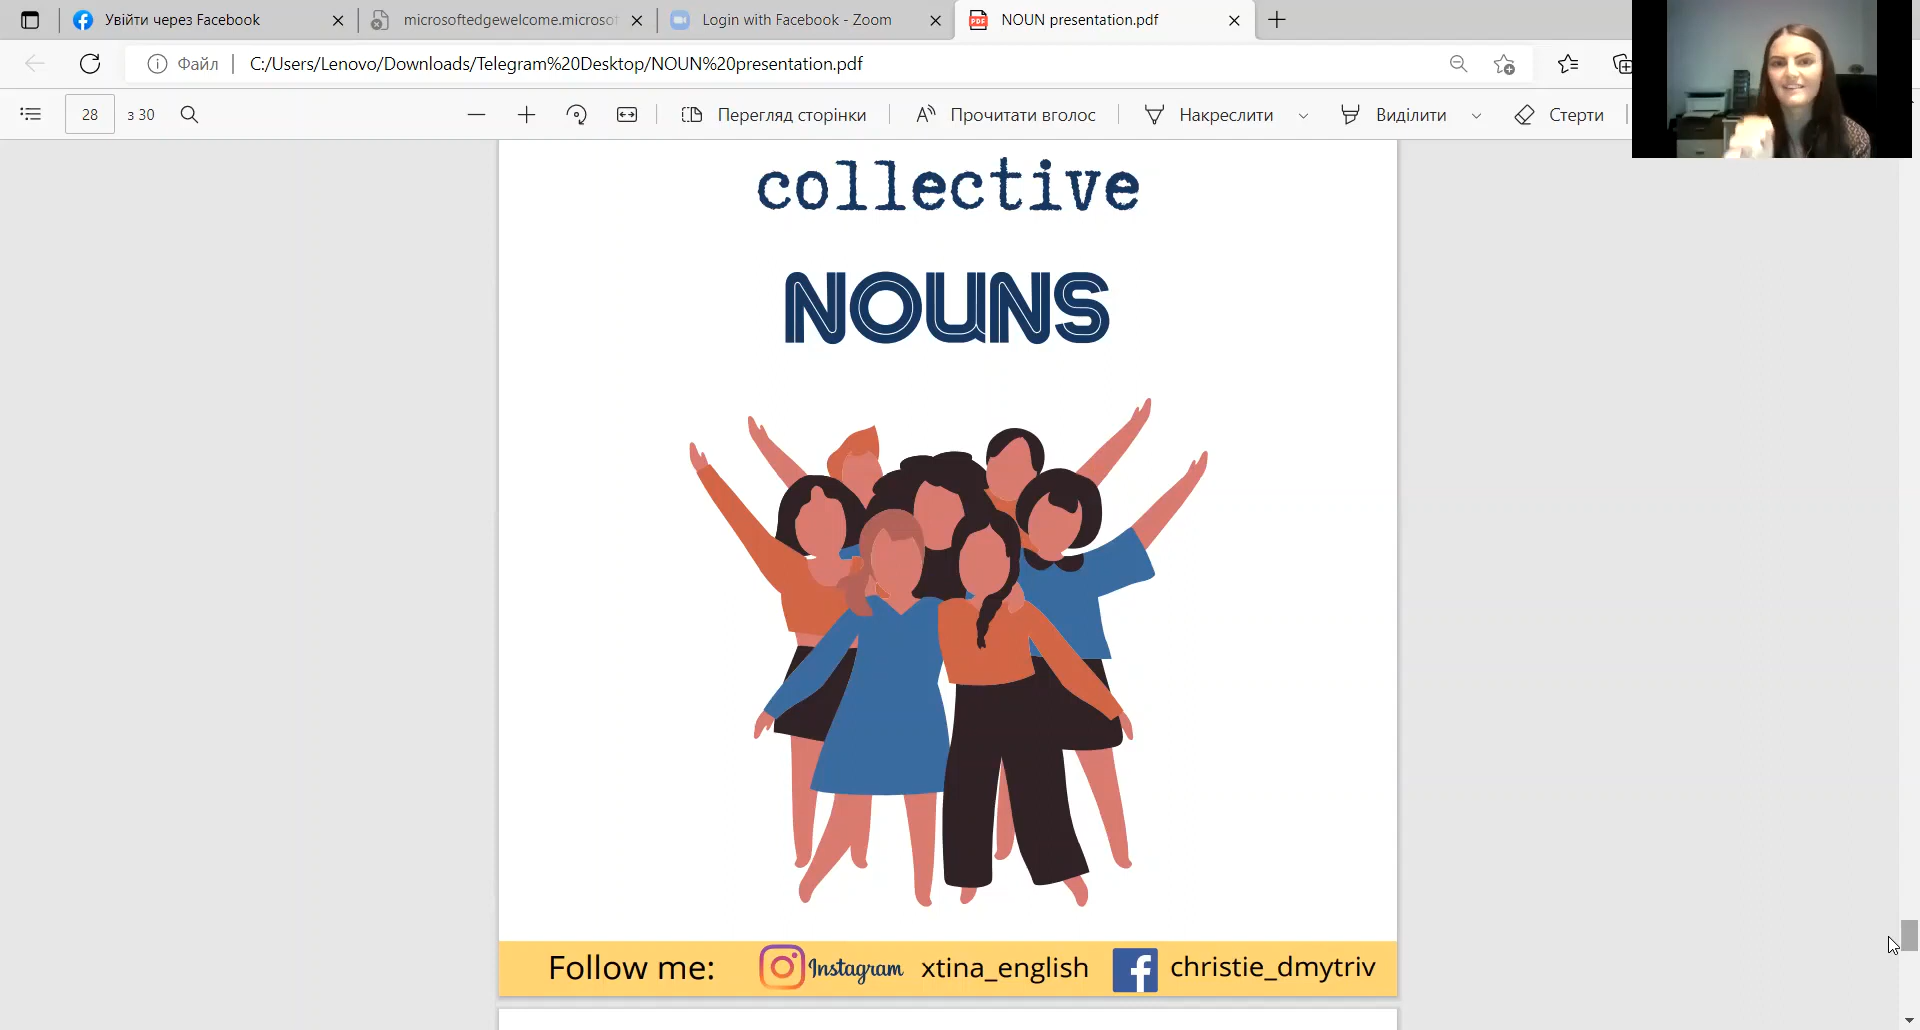 Увійти через Facebook
microsoftedgewelcome.microsof
Login with Facebook - Zoom
NOUN presentation.pdf
Файл
C:/Users/Lenovo/Downloads/Telegram%20Desktop/NOUN%20presentation.pdf
28 з 30
Перегляд сторінки
Прочитати вголос
Накреслити
Виділити
Стерти
collective
NOUNS
Follow me: Instagram xtina_english christie_dmytriv